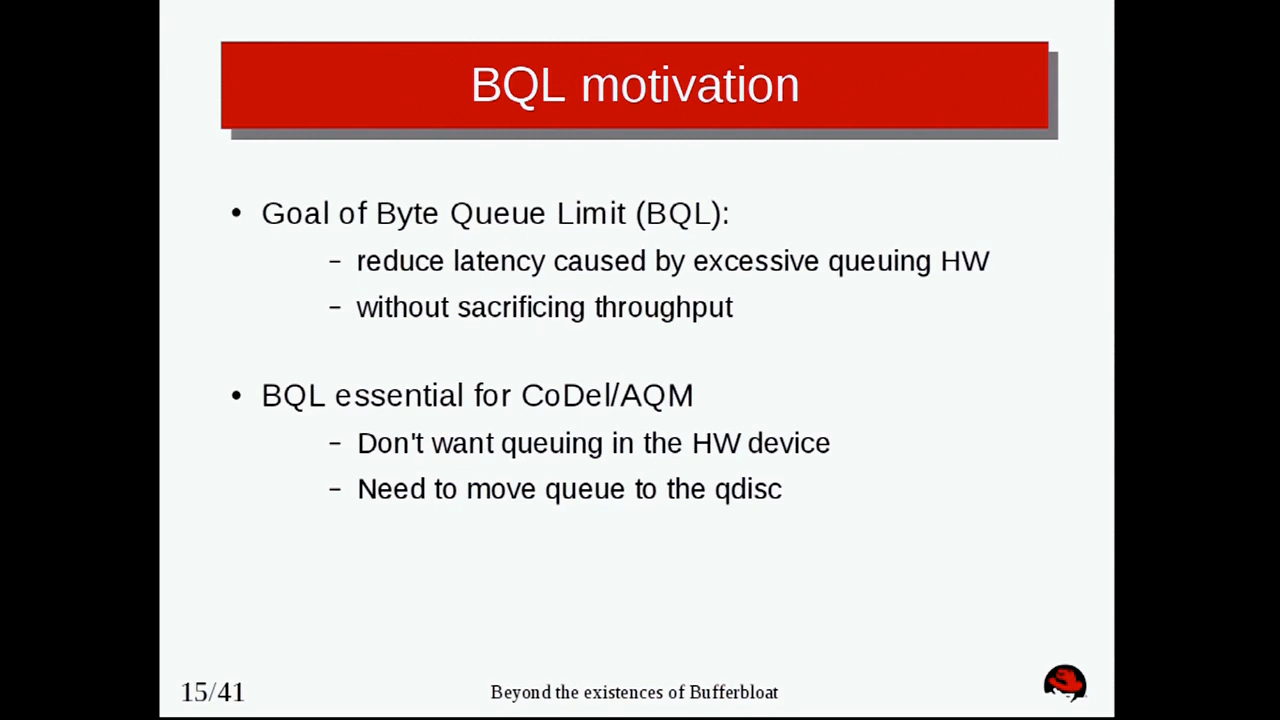 BQL motivation
• Goal of Byte Queue Limit (BQL):
– reduce latency caused by excessive queuing HW
– without sacrificing throughput
• BQL essential for CoDel/AQM
– Don't want queuing in the HW device
– Need to move queue to the qdisc
15/41
Beyond the existences of Bufferbloat